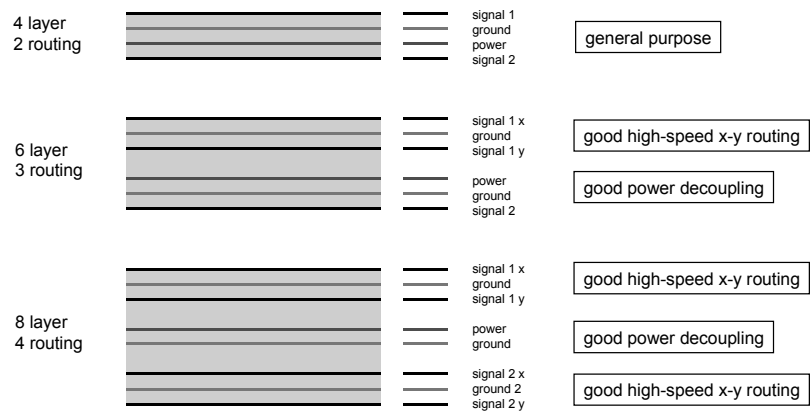 4 layer
2 routing
signal 1
ground
power
signal 2
general purpose
6 layer
3 routing
signal 1 x
ground
signal 1 y
power
ground
signal 2
good high-speed x-y routing
good power decoupling
8 layer
4 routing
signal 1 x
ground
signal 1 y
power
ground
signal 2 x
ground 2
signal 2 y
good high-speed x-y routing
good power decoupling
good high-speed x-y routing